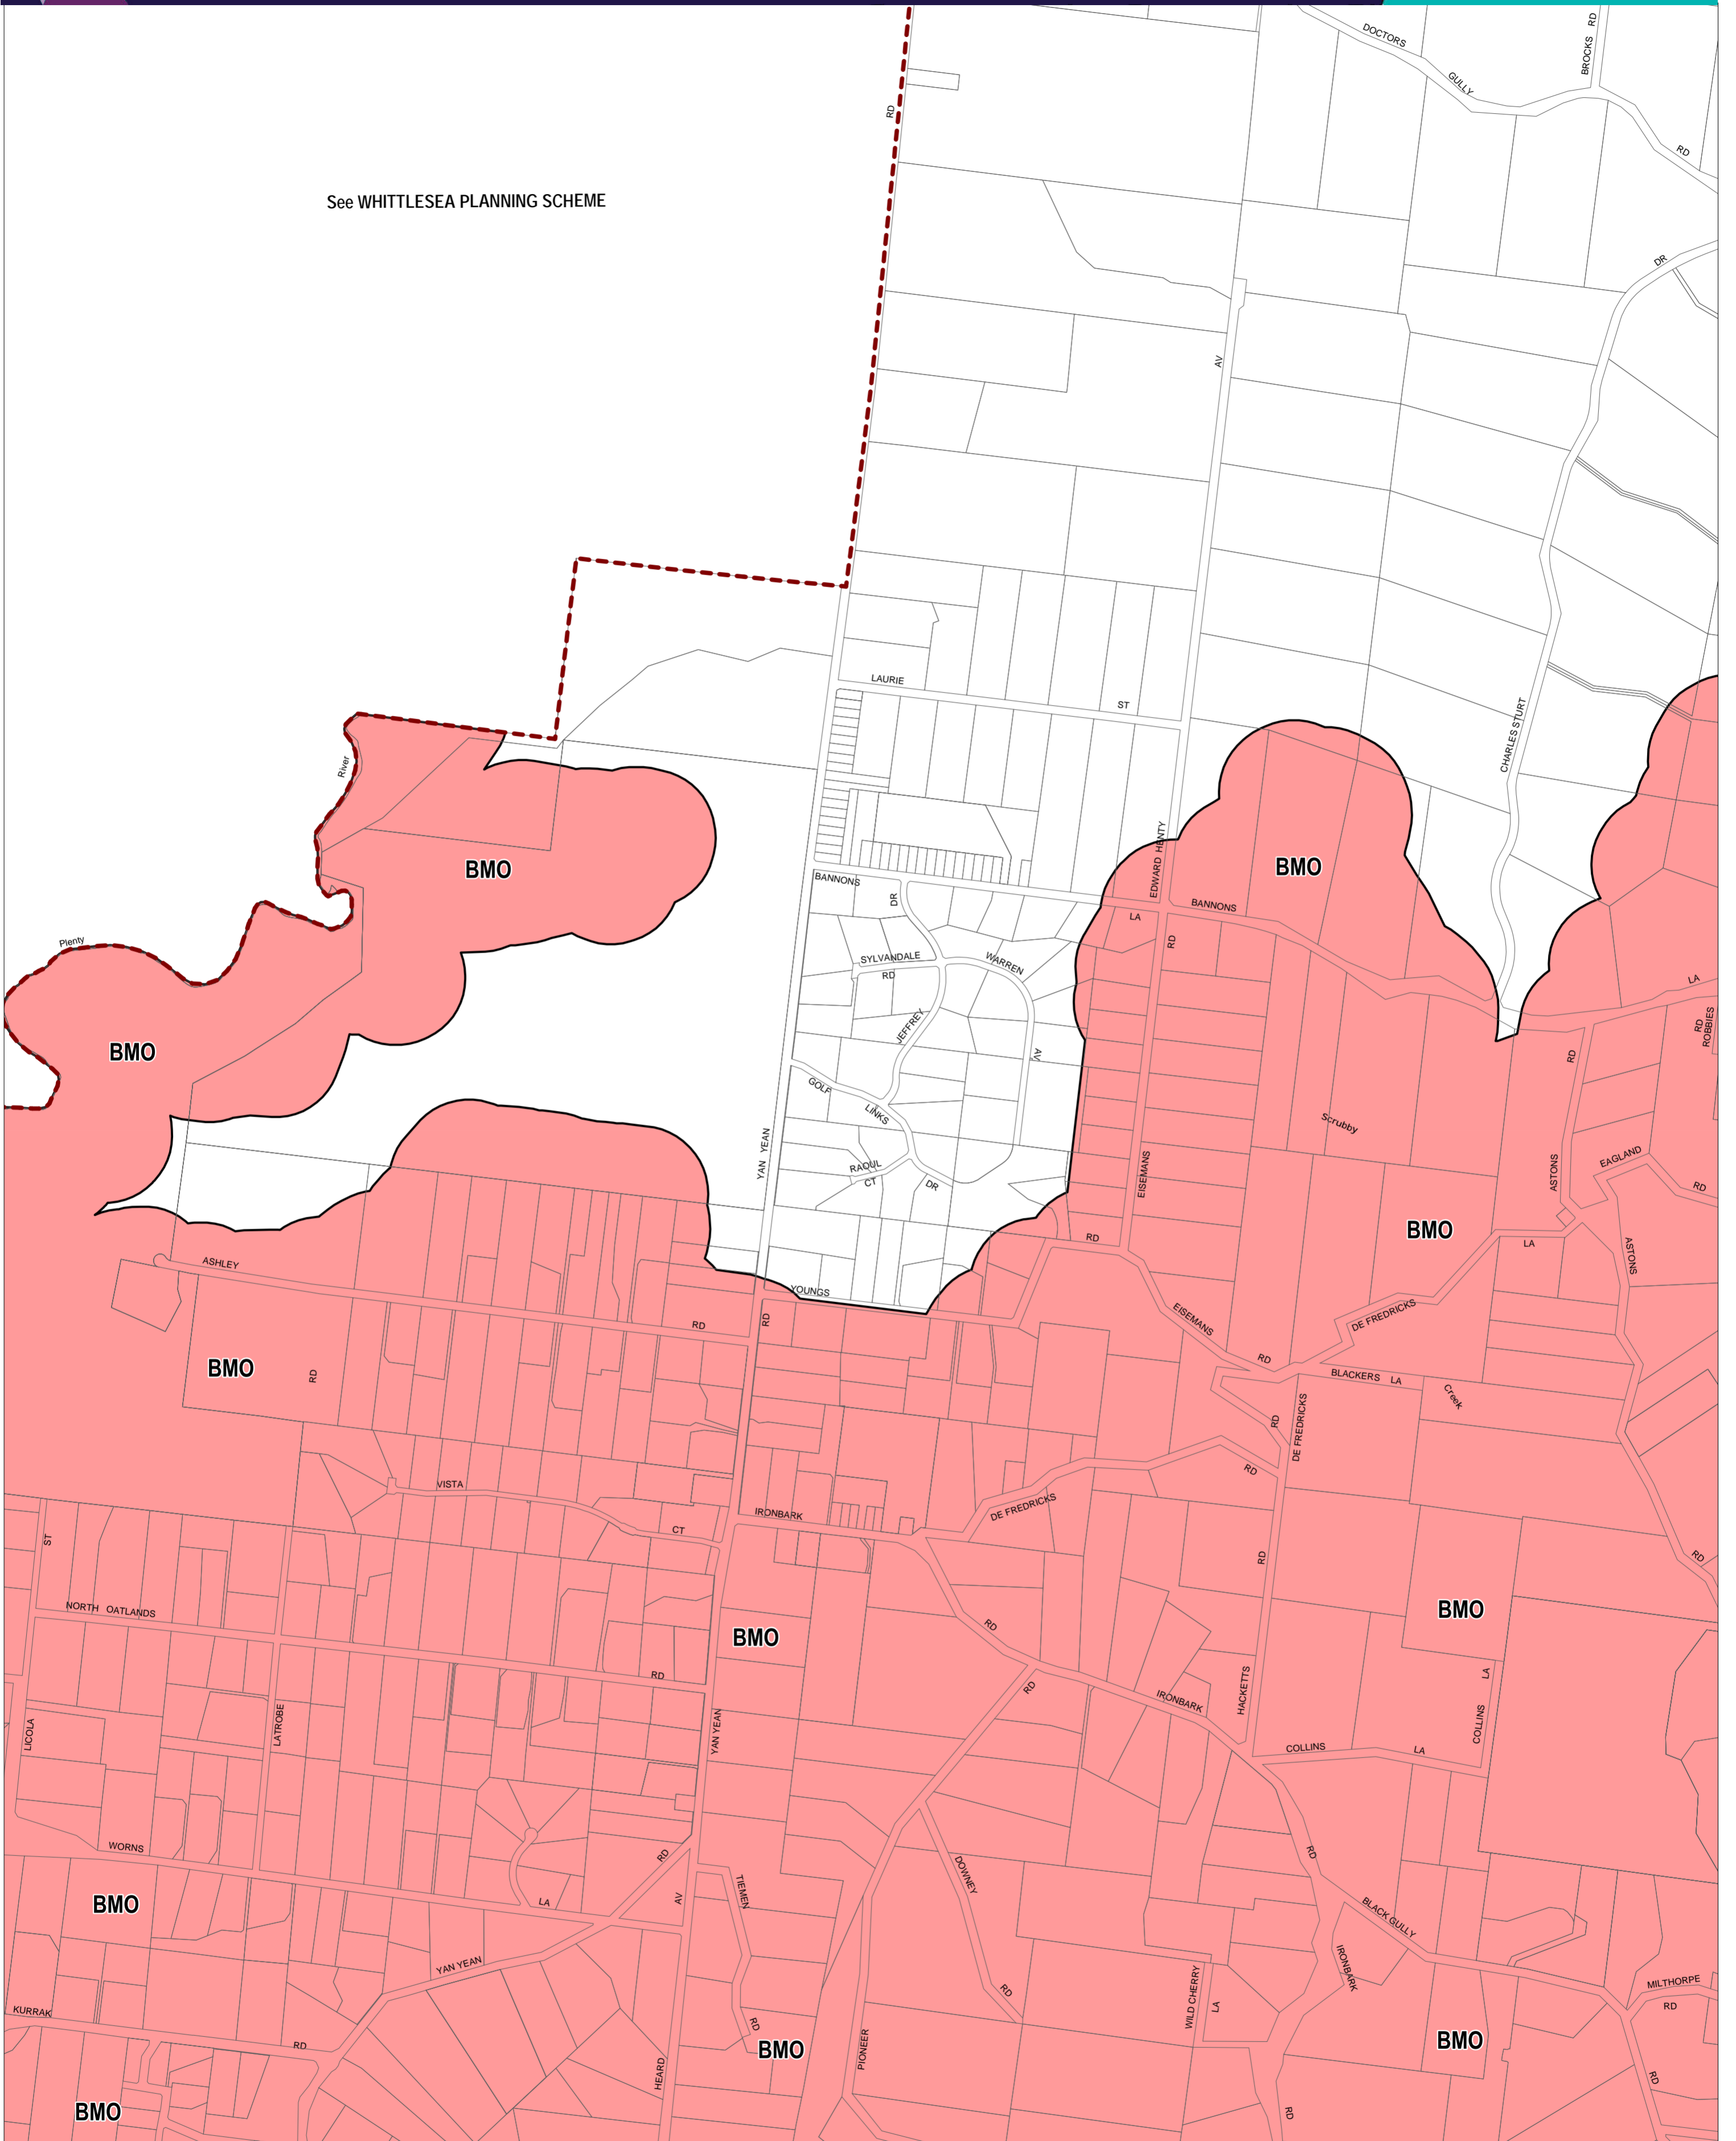 DOCTORS
GULLY
RD
BROCKS RD
RD
See WHITTLESEA PLANNING SCHEME
DR
AV
LAURIE
ST
CHARLES STURT
River
BMO
BMO
EDWARD HENTY
BANNONS
DR
BANNONS
LA
RD
Plenty
SYLVANDALE
RD
WARREN
LA
RD
ROBBIES
JEFFREY
AV
RD
BMO
GOLF
LINKS
Scrubby
YAN YEAN
RAOUL
CT
DR
EISEMANS
ASTONS
EAGLAND
RD
BMO
RD
LA
ASTONS
ASHLEY
YOUNGS
RD
RD
EISEMANS
DE FREDRICKS
RD
BMO
RD
BLACKERS LA
Creek
RD
DE FREDRICKS
RD
VISTA
CT
IRONBARK
DE FREDRICKS
ST
RD
RD
NORTH OATLANDS
BMO
RD
BMO
RD
RD
LA
LICOLA
LATROBE
YAN YEAN
IRONBARK
HACKETTS
COLLINS
COLLINS
LA
WORNS
RD
RD
DOWNEY
TIEMEN
AV
LA
BMO
BLACK GULLY
YAN YEAN
IRONBARK
WILD CHERRY
LA
RD
MILTHORPE
RD
KURRAK
RD
RD
BMO
PIONEER
HEARD
BMO
RD
BMO
RD